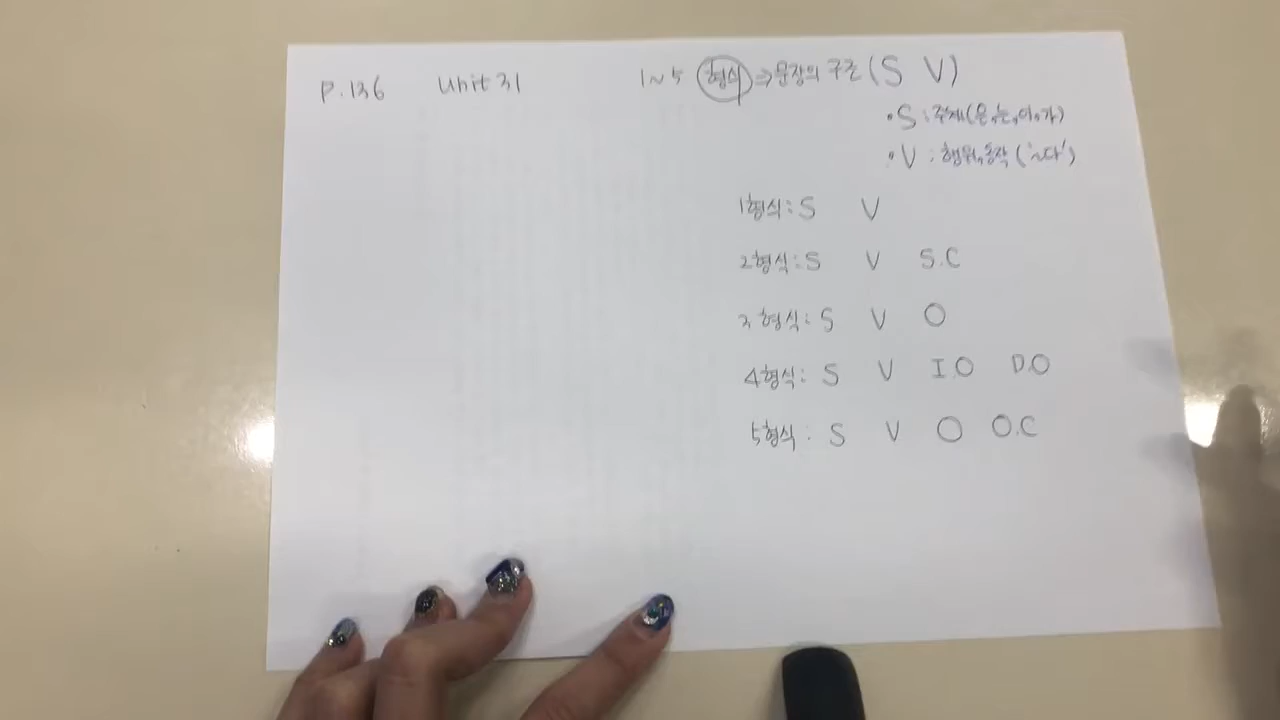 P.136 Unit 31 1~5 형식 ⇒ 문장의 구조 (S V)
• S : 주체(은,는,이,가)
• V : 행위,동작 ('~다')
1형식 : S V
2형식 : S V S.C
3형식 : S V O
4형식 : S V I.O D.O
5형식 : S V O O.C